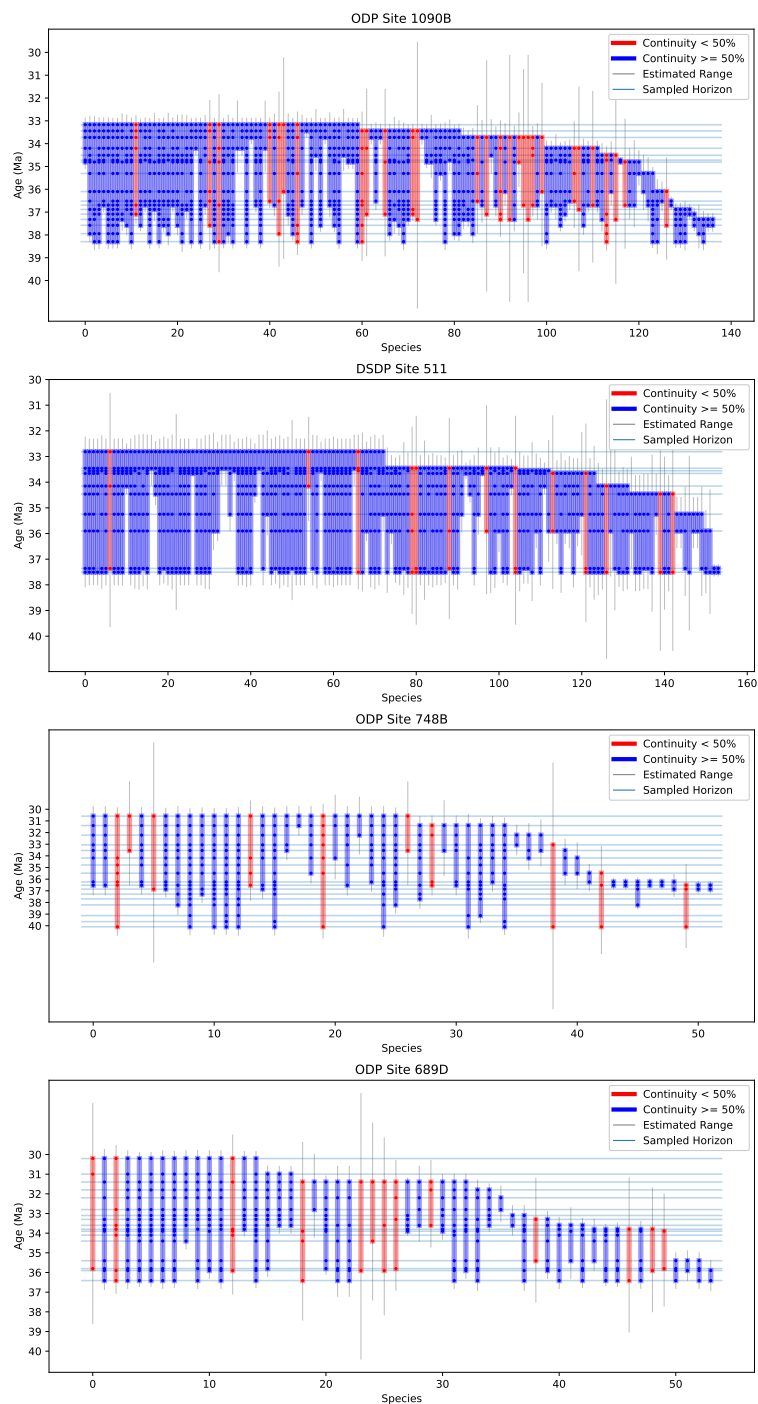 ODP Site 1090B
Continuity < 50%
Continuity >= 50%
Estimated Range
Sampled Horizon
Age (Ma)
30
31
32
33
34
35
36
37
38
39
40
0 20 40 60 80 100 120 140
Species
DSDP Site 511
Continuity < 50%
Continuity >= 50%
Estimated Range
Sampled Horizon
Age (Ma)
30
31
32
33
34
35
36
37
38
39
40
0 20 40 60 80 100 120 140 160
Species
ODP Site 748B
Continuity < 50%
Continuity >= 50%
Estimated Range
Sampled Horizon
Age (Ma)
30
31
32
33
34
35
36
37
38
39
40
0 10 20 30 40 50
Species
ODP Site 689D
Continuity < 50%
Continuity >= 50%
Estimated Range
Sampled Horizon
Age (Ma)
30
31
32
33
34
35
36
37
38
39
40
0 10 20 30 40 50
Species